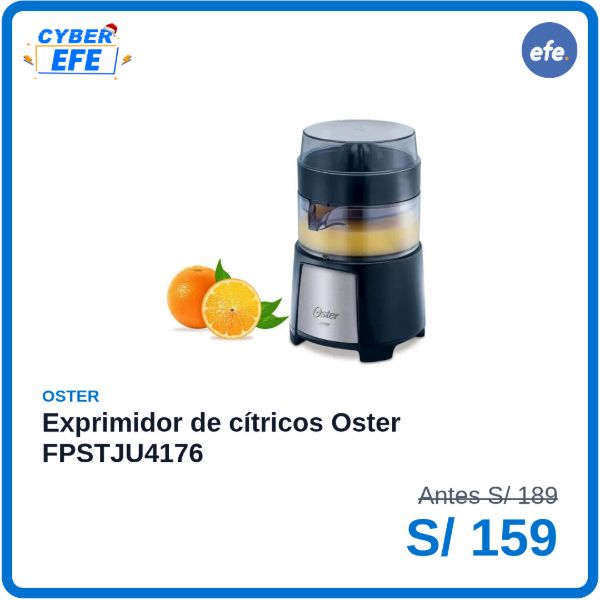 CYBER
EFE
efe.
Oster
OSTER
Exprimidor de cítricos Oster
FPSTJU4176
Antes S/ 189
S/ 159